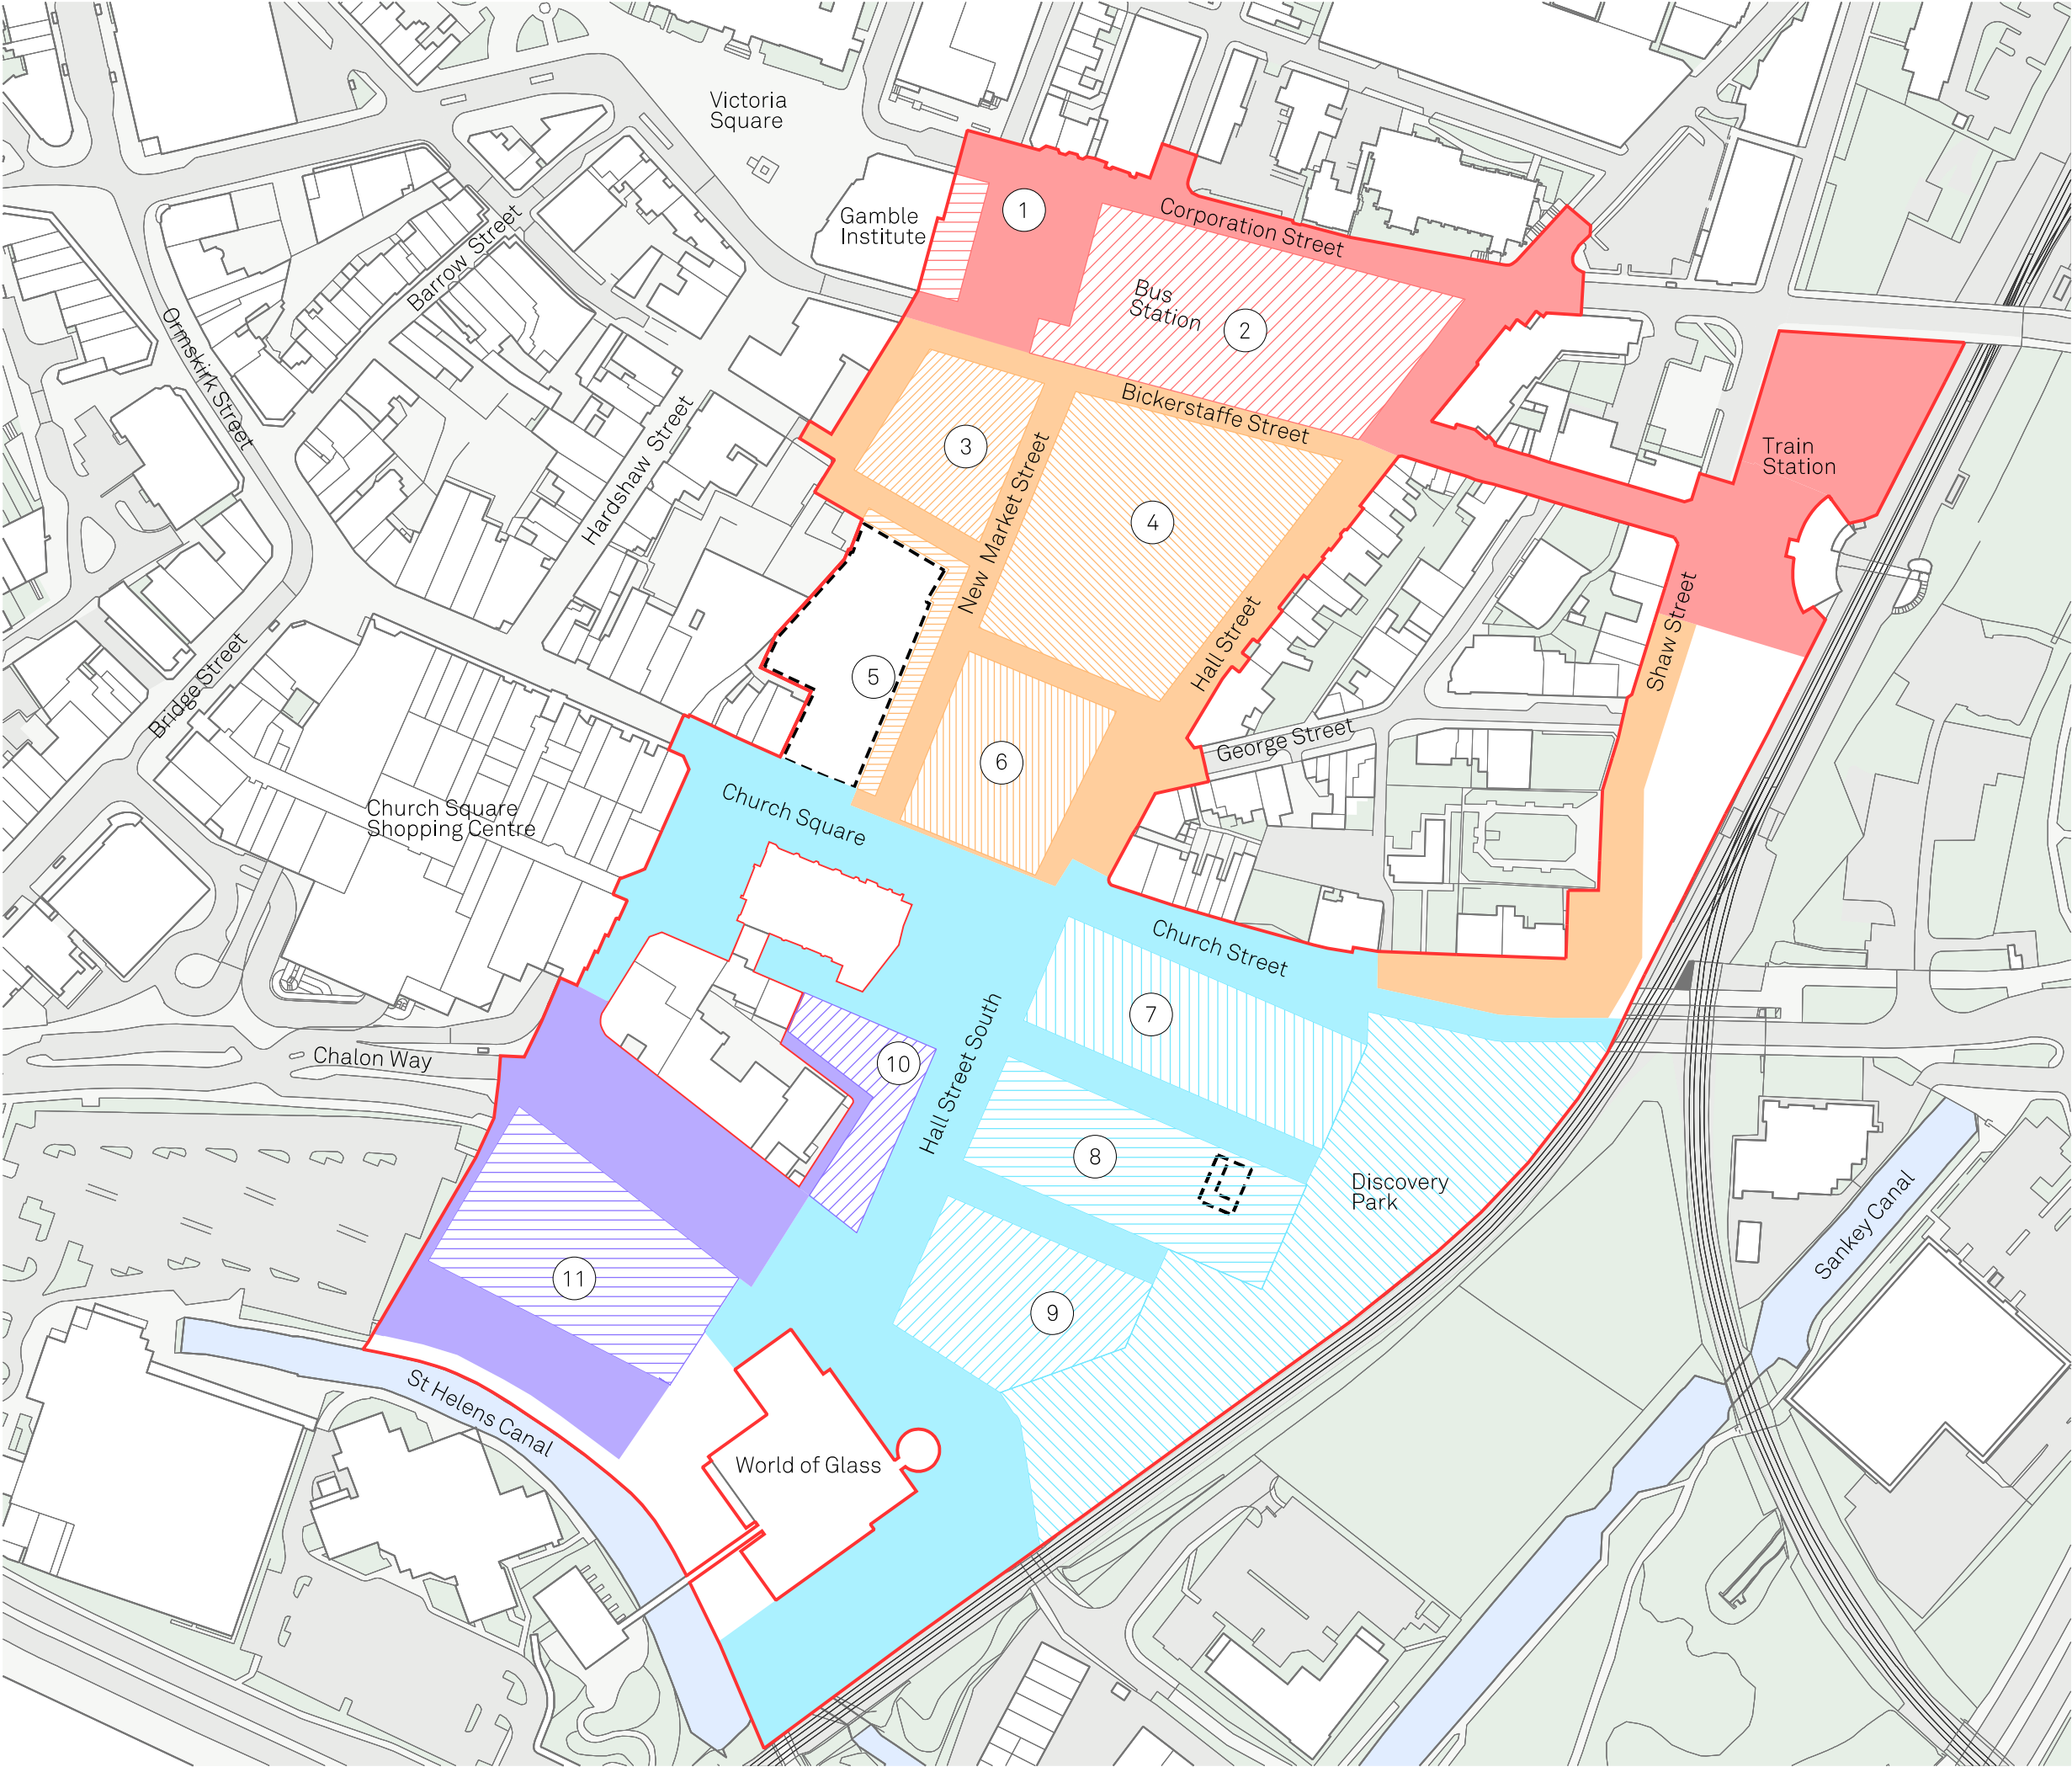 Victoria
Square
Gamble
Institute
1
Corporation Street
Barrow Street
Bus
Station
2
Ormskirk Street
Bickerstaffe Street
Hardshaw Street
3
New Market Street
4
Train
Station
5
Hall Street
Shaw Street
Bridge Street
George Street
6
Church Square
Shopping Centre
Church Square
Church Street
7
Chalon Way
10
Hall Street South
8
Discovery
Park
Sankey Canal
11
9
St Helens Canal
World of Glass